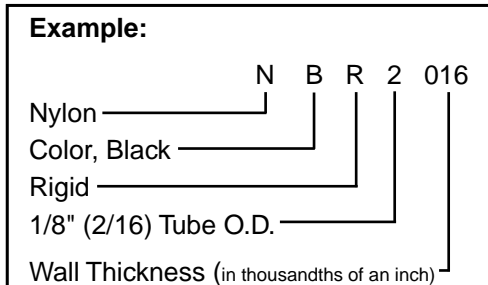 Example:
N B R 2 016
Nylon
Color, Black
Rigid
1/8" (2/16) Tube O.D.
Wall Thickness (in thousandths of an inch)